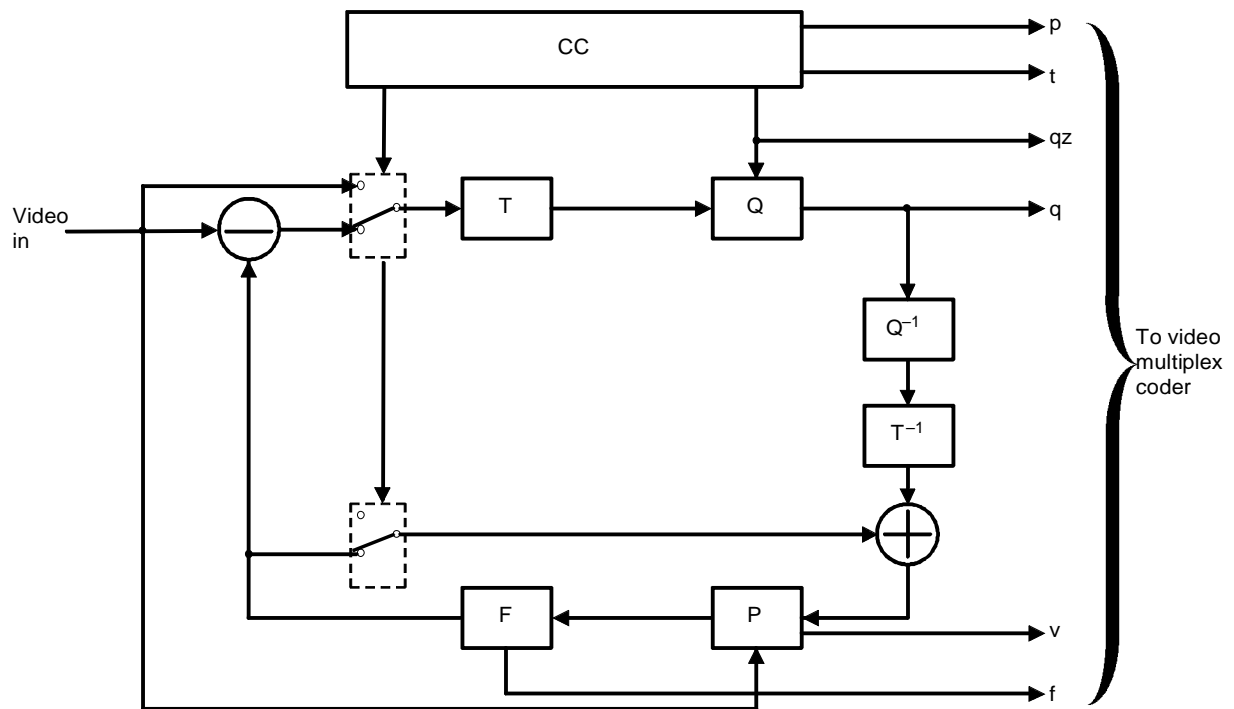 CC
p
t
qz
Video
in
T
Q
q
Q–1
To video
multiplex
coder
T–1
F
P
v
f